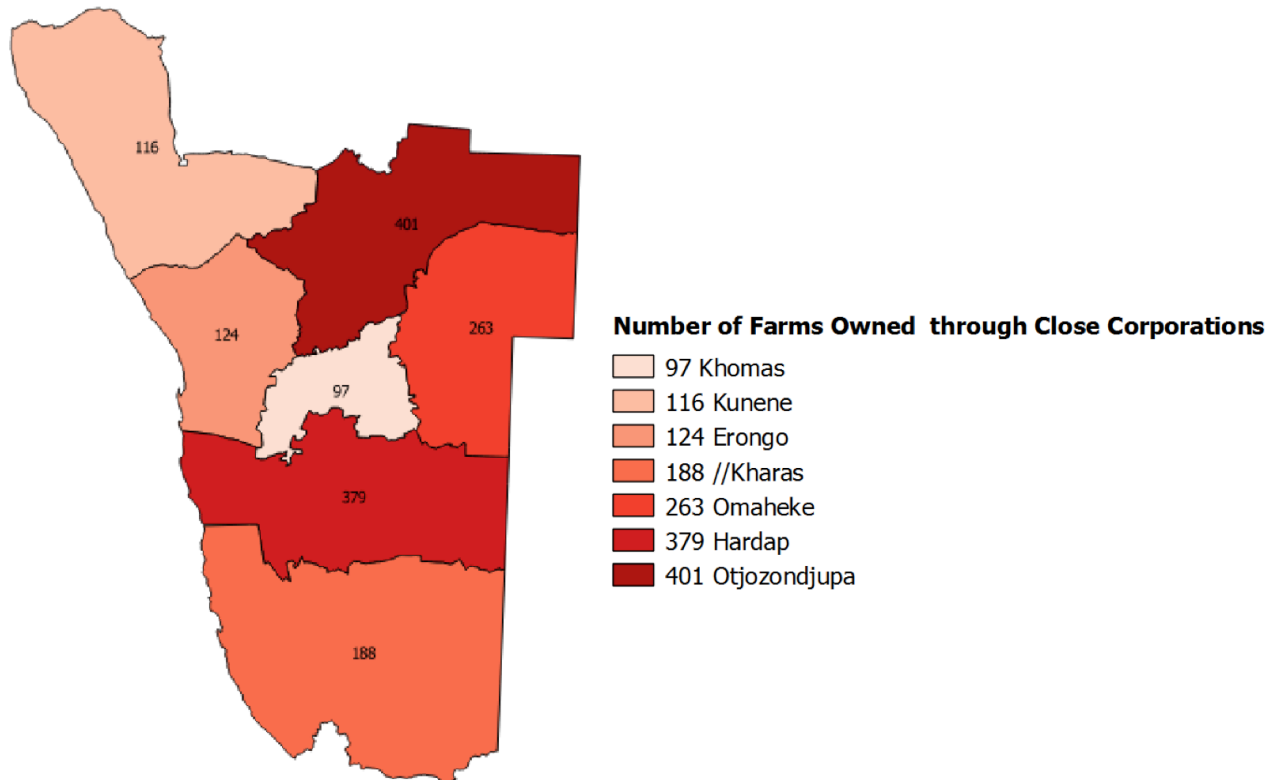 116
401
263
124
97
379
188
Number of Farms Owned  through Close Corporations
97 Khomas
116 Kunene
124 Erongo
188 //Kharas
263 Omaheke
379 Hardap
401 Otjozondjupa